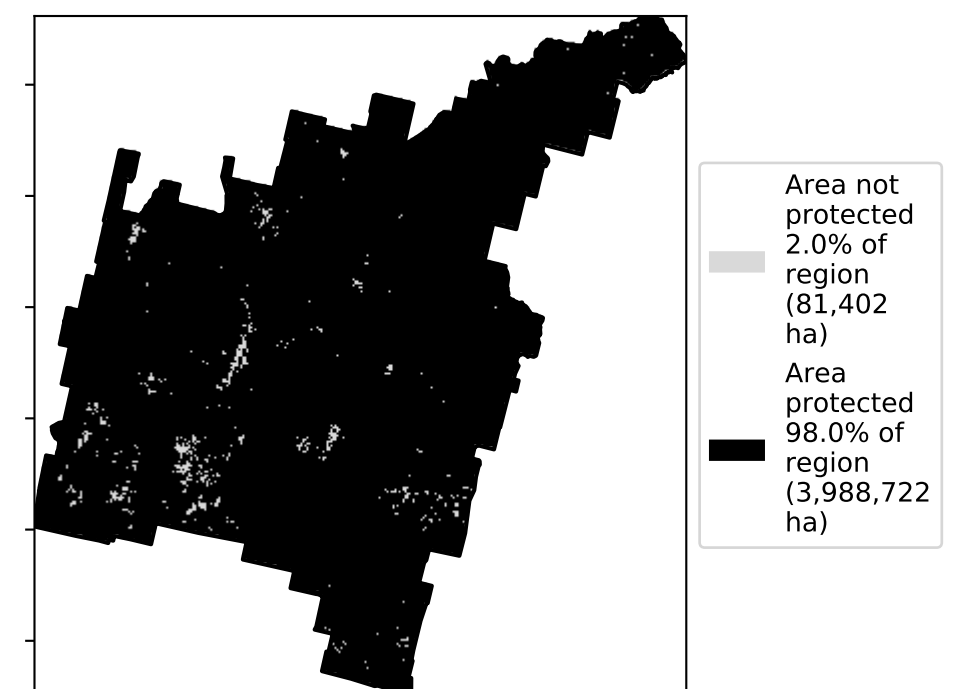 Area not
protected
2.0% of
region
(81,402
ha)
Area
protected
98.0% of
region
(3,988,722
ha)